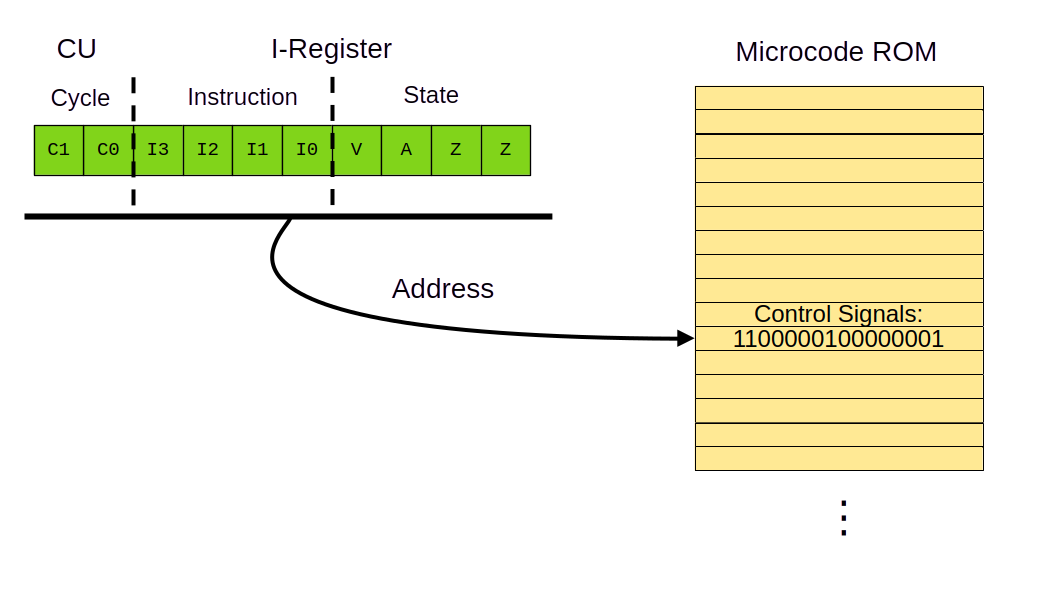 CU
I-Register
Microcode ROM
Cycle
Instruction
State
C1 C0 I3 I2 I1 I0 V A Z Z
Address
Control Signals:
1100000100000001